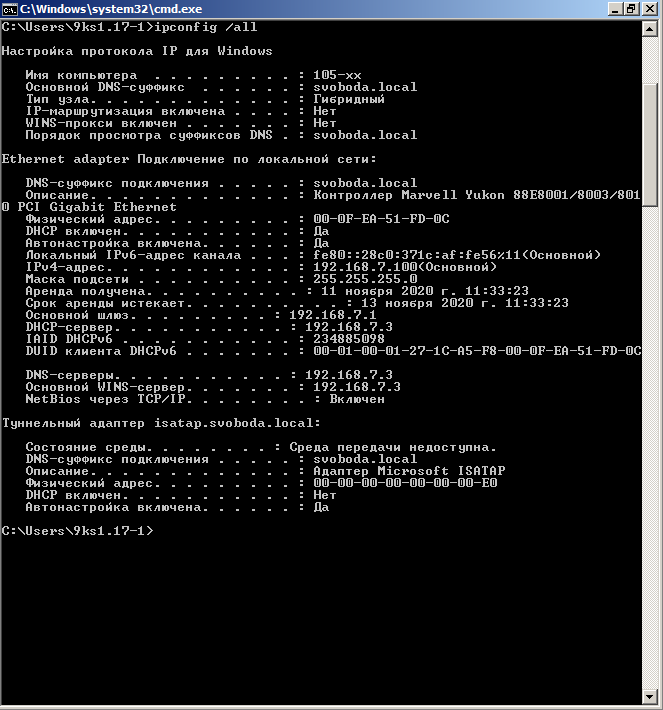 C:\Windows\system32\cmd.exe
C:\Users\9ks1.17-1>ipconfig /all
Настройка протокола IP для Windows
Имя компьютера  . . . . . . . . . : 105-xx
Основной DNS-суффикс  . . . . . . : svoboda.local
Тип узла. . . . . . . . . . . . . : Гибридный
IP-маршрутизация включена . . . . : Нет
WINS-прокси включен . . . . . . . : Нет
Порядок просмотра суффиксов DNS . : svoboda.local
Ethernet adapter Подключение по локальной сети:
DNS-суффикс подключения . . . . . : svoboda.local
Описание. . . . . . . . . . . . . : Контроллер Marvell Yukon 88E8001/8003/801
0 PCI Gigabit Ethernet
Физический адрес. . . . . . . . . : 00-0F-EA-51-FD-0C
DHCP включен. . . . . . . . . . . : Да
Автонастройка включена. . . . . . : Да
Локальный IPv6-адрес канала . . . : fe80::28c0:371c:af:fe56%11(Основной)
IPv4-адрес. . . . . . . . . . . . : 192.168.7.100(Основной)
Маска подсети . . . . . . . . . . : 255.255.255.0
Аренда получена. . . . . . . . . . : 11 ноября 2020 г. 11:33:23
Срок аренды истекает. . . . . . . . . . : 13 ноября 2020 г. 11:33:23
Основной шлюз. . . . . . . . . : 192.168.7.1
DHCP-сервер. . . . . . . . . . . : 192.168.7.3
IAID DHCPv6 . . . . . . . . . . . : 234885098
DUID клиента DHCPv6 . . . . . . . : 00-01-00-01-27-1C-A5-F8-00-0F-EA-51-FD-0C
DNS-серверы. . . . . . . . . . . : 192.168.7.3
Основной WINS-сервер. . . . . . . : 192.168.7.3
NetBios через TCP/IP. . . . . . . . : Включен
Туннельный адаптер isatap.svoboda.local:
Состояние среды. . . . . . . . : Среда передачи недоступна.
DNS-суффикс подключения . . . . . : svoboda.local
Описание. . . . . . . . . . . . . : Адаптер Microsoft ISATAP
Физический адрес. . . . . . . . . : 00-00-00-00-00-00-00-E0
DHCP включен. . . . . . . . . . . : Нет
Автонастройка включена. . . . . . : Да
C:\Users\9ks1.17-1>